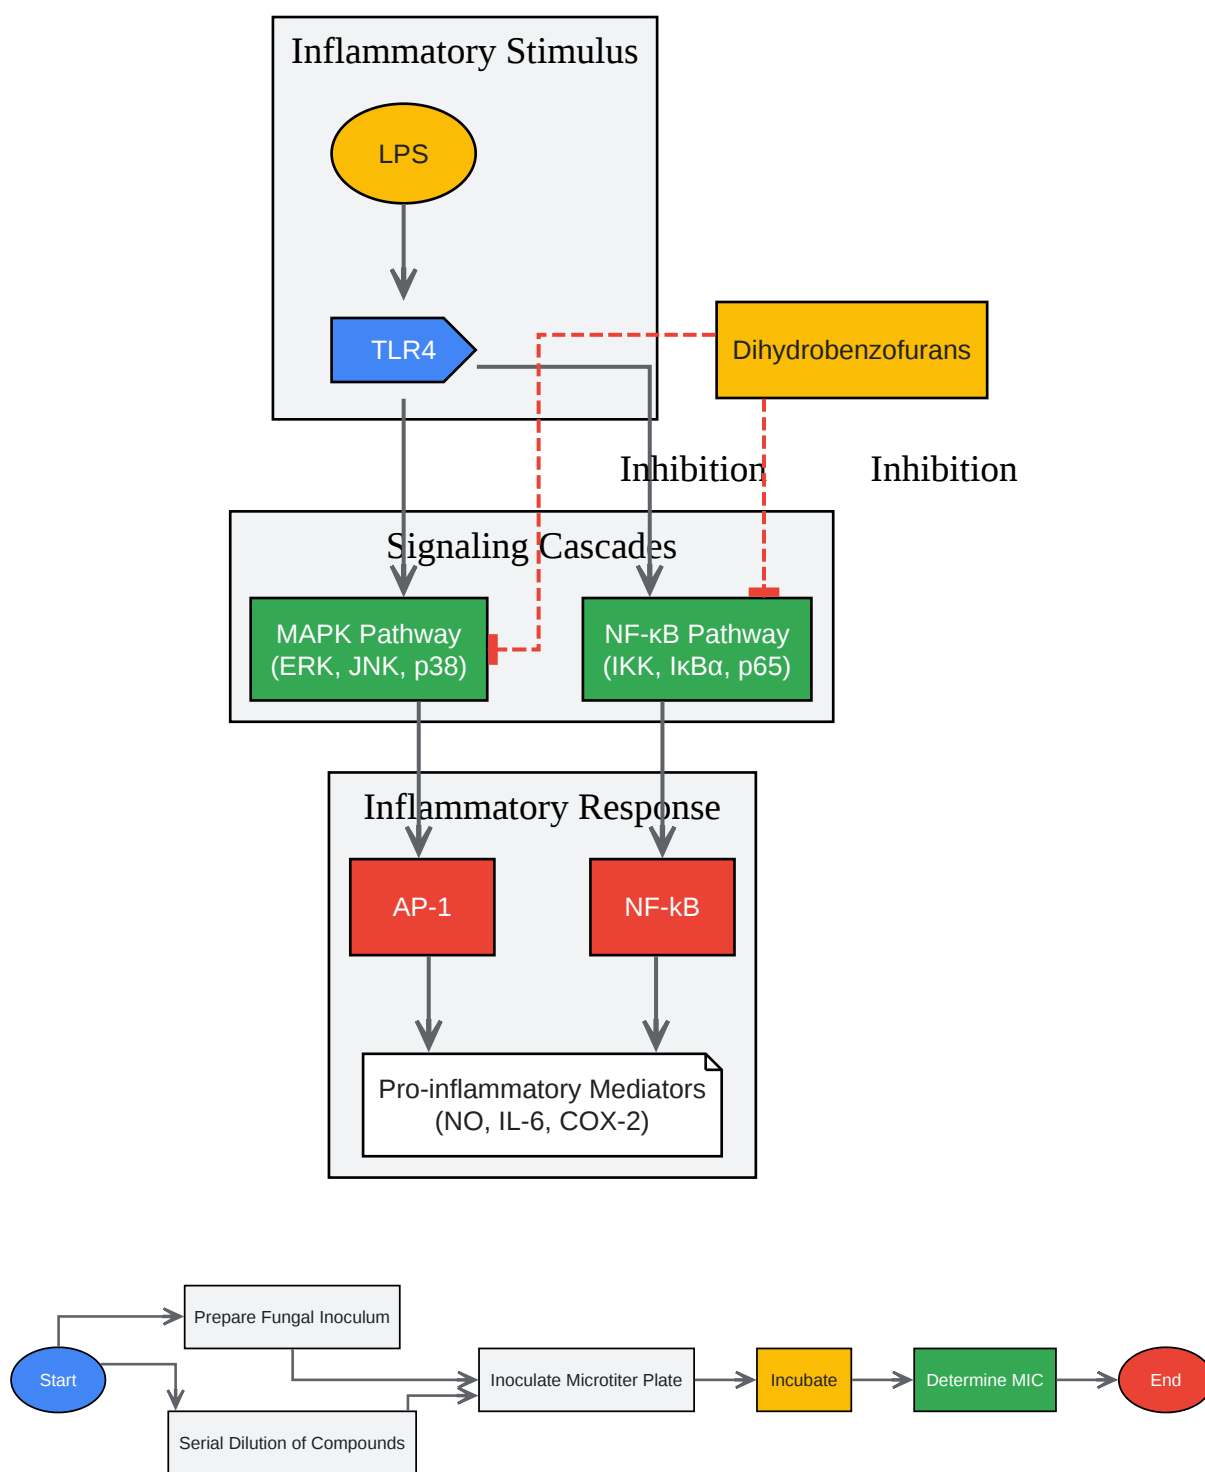 Inflammatory Stimulus
LPS
TLR4
Dihydrobenzofurans
Inhibition
Inhibition
Signaling Cascades
MAPK Pathway
(ERK, JNK, p38)
NF-κB Pathway
(IKK, IκBα, p65)
Inflammatory Response
AP-1
NF-kB
Pro-inflammatory Mediators
(NO, IL-6, COX-2)
Prepare Fungal Inoculum
Start
Inoculate Microtiter Plate
Incubate
Determine MIC
End
Serial Dilution of Compounds